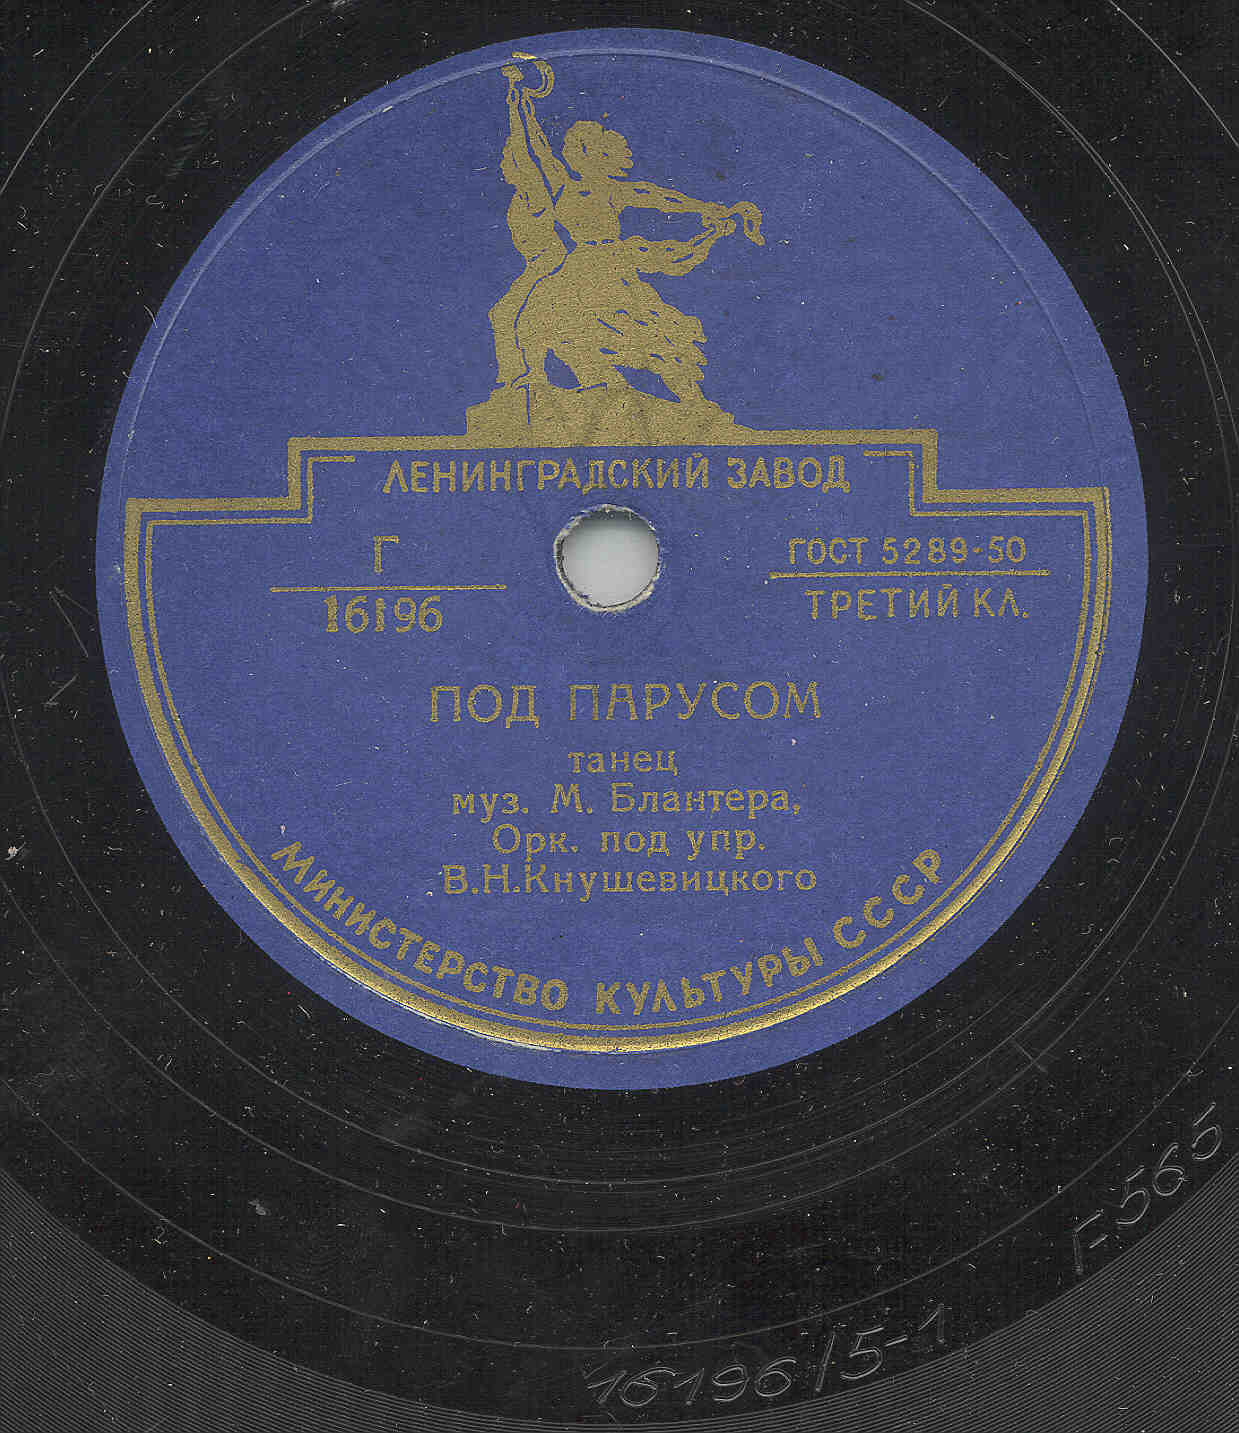 ЛЕНИНГРАДСКИЙ ЗАВОД
Г
16196
ГОСТ 5289-50
ТРЕТИЙ КЛ.
ПОД ПАРУСОМ
танец
муз. М. Блантера,
Орк. под упр.
В.Н.Кнушевицкого
МИНИСТЕРСТВО КУЛЬТУРЫ СССР
Г-565
16196/5-1